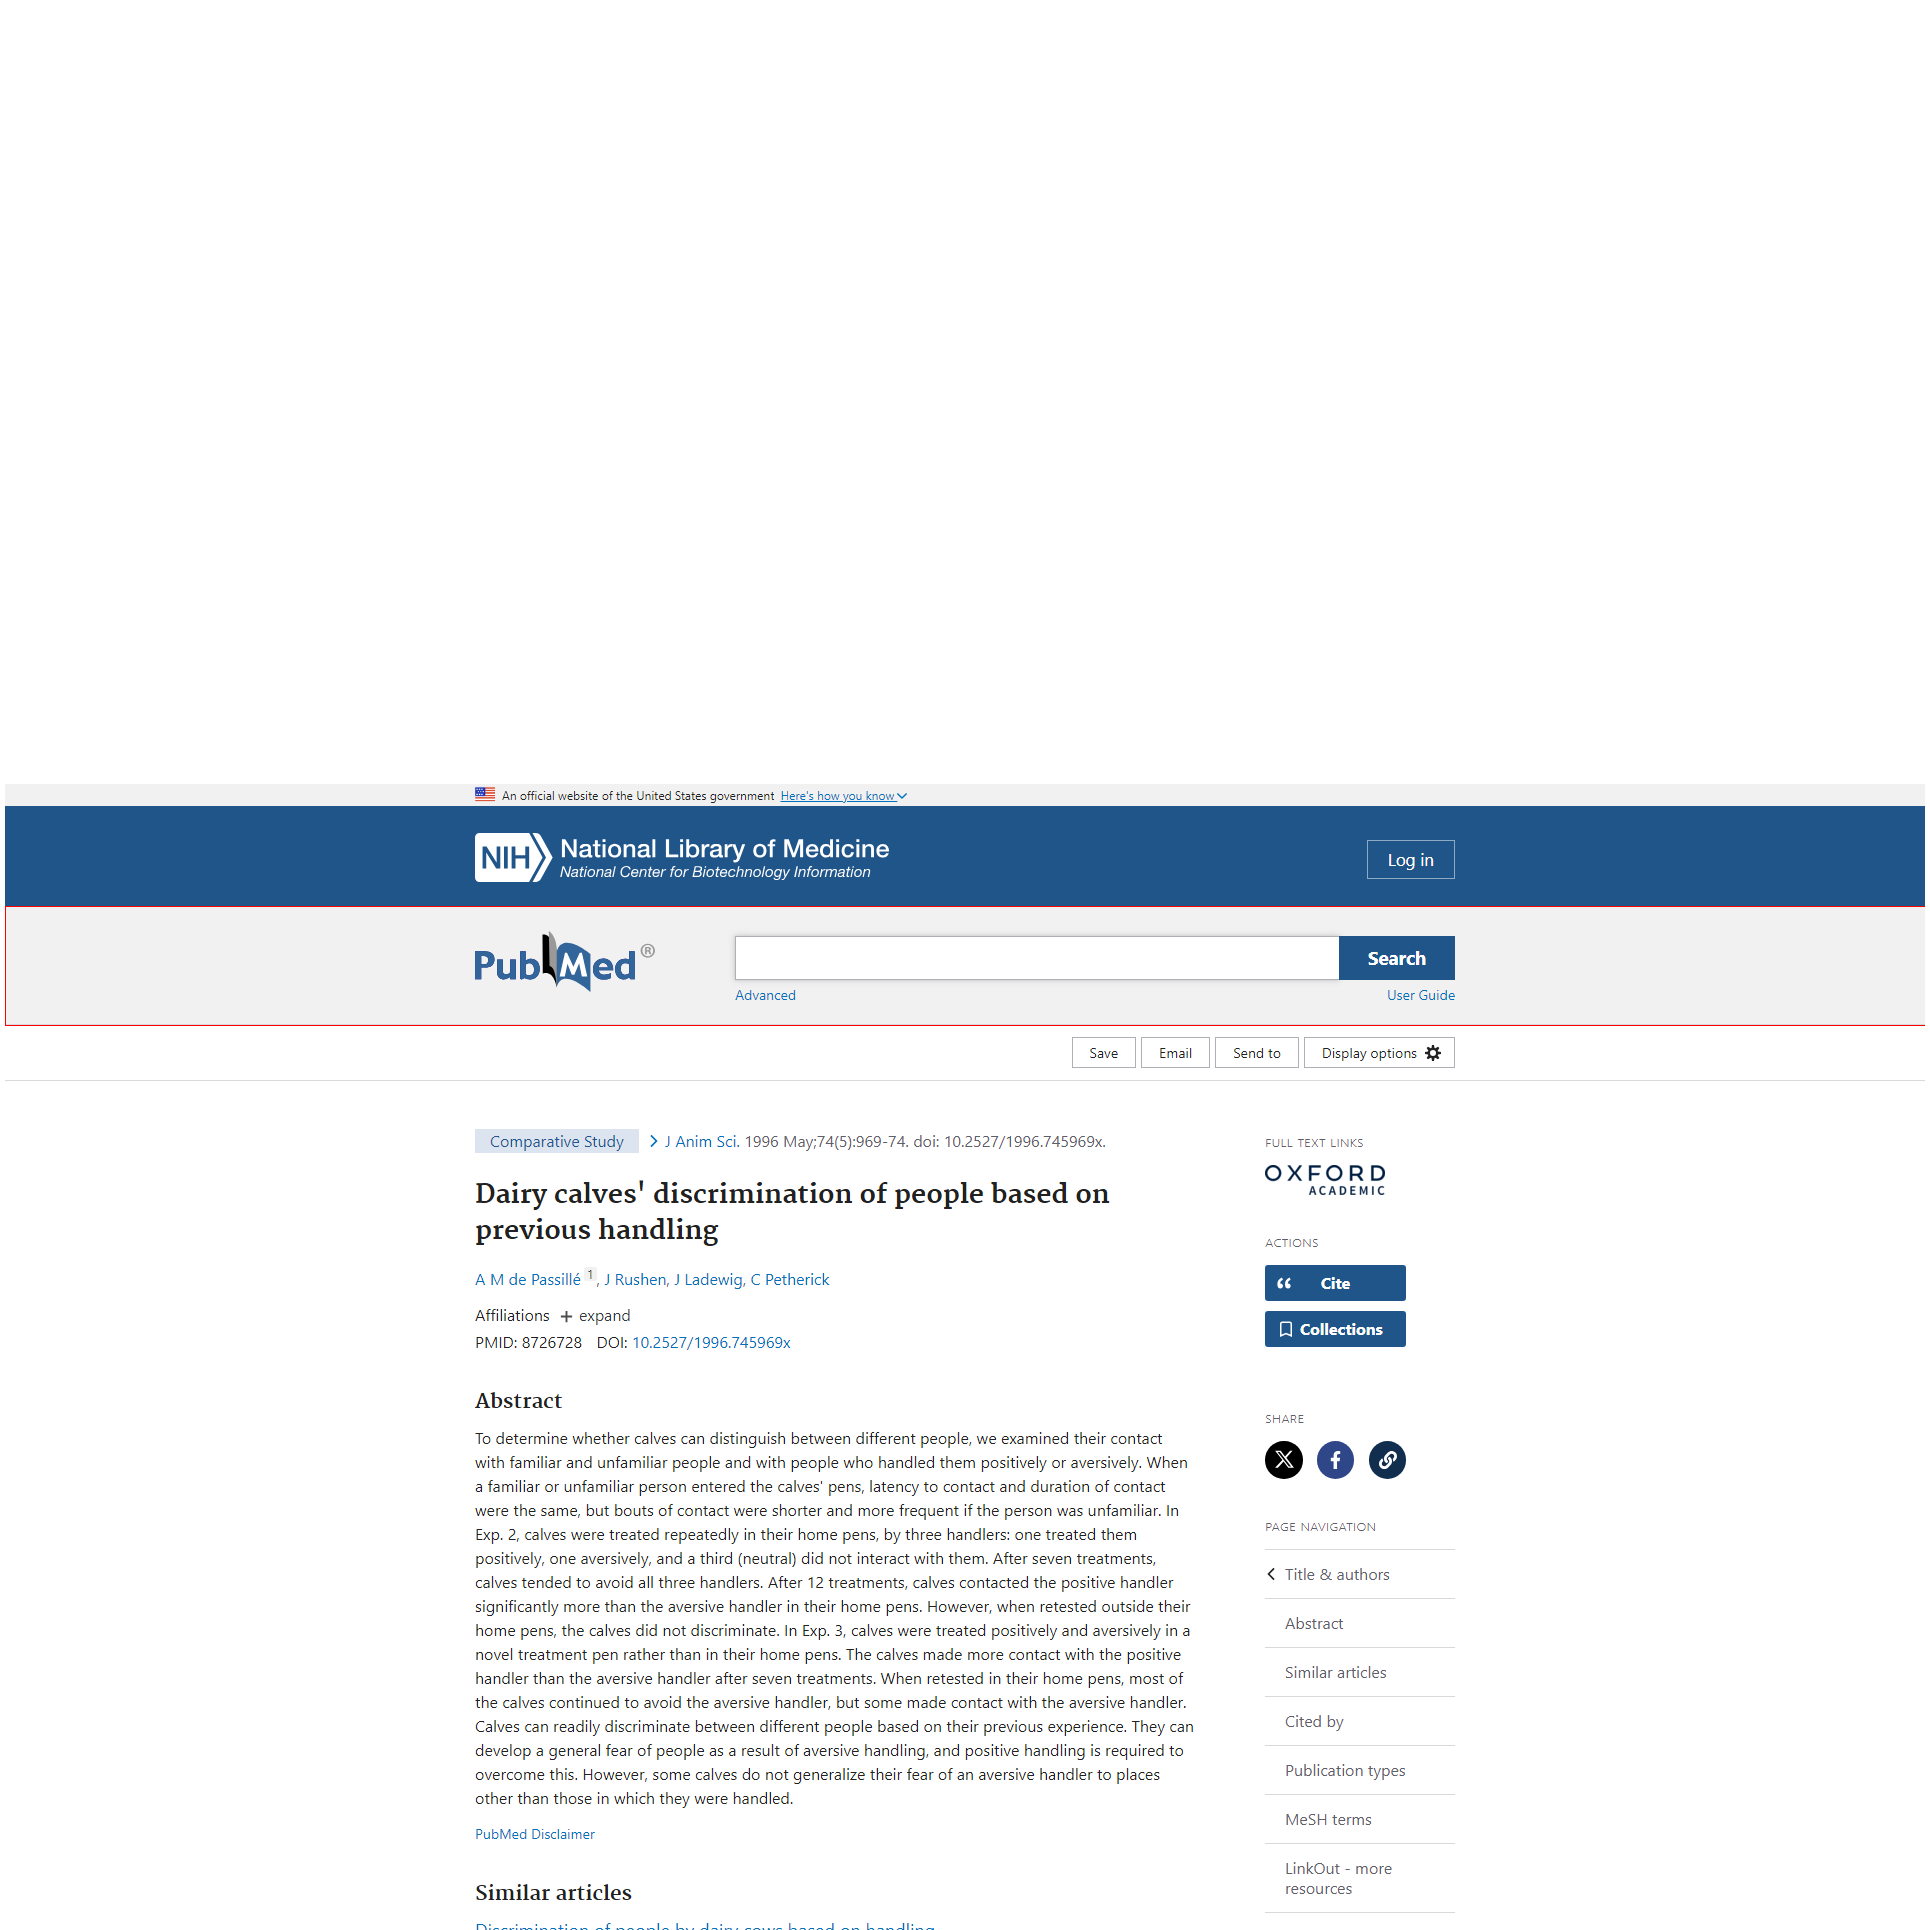 An official website of the United States government Here's how you know
NIH National Library of Medicine
National Center for Biotechnology Information
Log in
PubMed®
Search
Advanced
User Guide
Save
Email
Send to
Display options
Comparative Study
J Anim Sci. 1996 May;74(5):969-74. doi: 10.2527/1996.745969x.
Dairy calves' discrimination of people based on
previous handling
A M de Passillé 1, J Rushen, J Ladewig, C Petherick
Affiliations + expand
PMID: 8726728 DOI: 10.2527/1996.745969x
Abstract
To determine whether calves can distinguish between different people, we examined their contact
with familiar and unfamiliar people and with people who handled them positively or aversively. When
a familiar or unfamiliar person entered the calves' pens, latency to contact and duration of contact
were the same, but bouts of contact were shorter and more frequent if the person was unfamiliar. In
Exp. 2, calves were treated repeatedly in their home pens, by three handlers: one treated them
positively, one aversively, and a third (neutral) did not interact with them. After seven treatments,
calves tended to avoid all three handlers. After 12 treatments, calves contacted the positive handler
significantly more than the aversive handler in their home pens. However, when retested outside their
home pens, the calves did not discriminate. In Exp. 3, calves were treated positively and aversively in a
novel treatment pen rather than in their home pens. The calves made more contact with the positive
handler than the aversive handler after seven treatments. When retested in their home pens, most of
the calves continued to avoid the aversive handler, but some made contact with the aversive handler.
Calves can readily discriminate between different people based on their previous experience. They can
develop a general fear of people as a result of aversive handling, and positive handling is required to
overcome this. However, some calves do not generalize their fear of an aversive handler to places
other than those in which they were handled.
PubMed Disclaimer
Similar articles
Discrimination of people by dairy cows based on handling.
FULL TEXT LINKS
OXFORD
ACADEMIC
ACTIONS
Cite
Collections
SHARE
PAGE NAVIGATION
Title & authors
Abstract
Similar articles
Cited by
Publication types
MeSH terms
LinkOut - more
resources